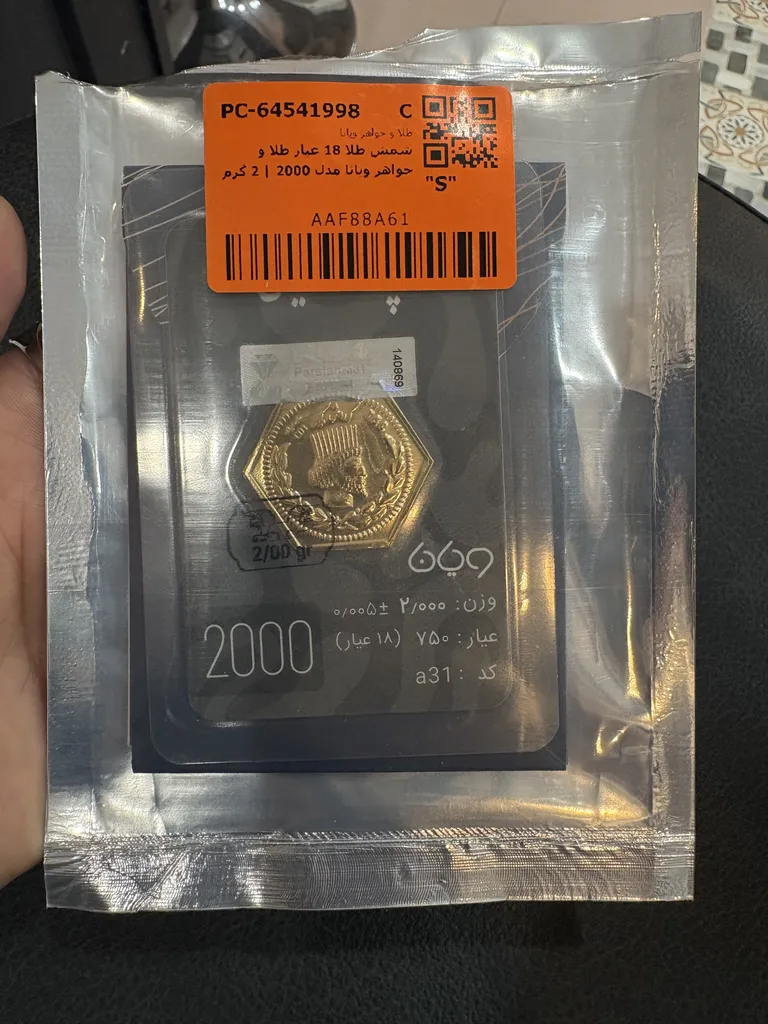 PC-64541998 C
طلا و جواهر ویانا
شمش طلا 18 عیار طلا و
جواهر ویانا مدل 2000 | 2 گرم
"S"
AAF88A61
140869
2/00 gr
ویانا
وزن: ۲/۰۰۰ ±۰/۰۰۵
عیار: ۷۵۰ (۱۸ عیار)
2000
کد : a31